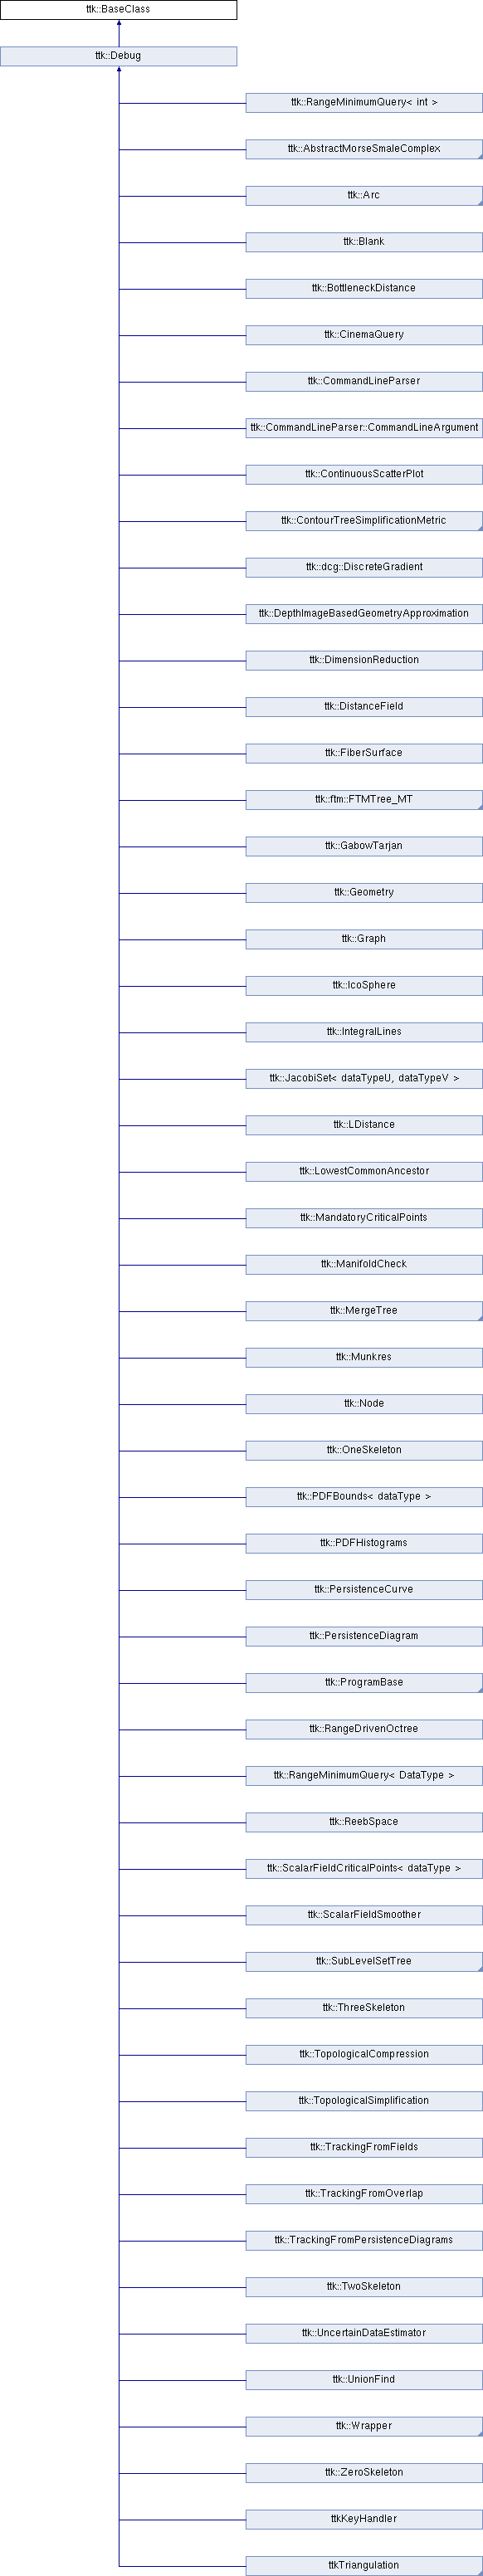 ttk::BaseClass
ttk::Debug
ttk::RangeMinimumQuery< int >
ttk::AbstractMorseSmaleComplex
ttk::Arc
ttk::Blank
ttk::BottleneckDistance
ttk::CinemaQuery
ttk::CommandLineParser
ttk::CommandLineParser::CommandLineArgument
ttk::ContinuousScatterPlot
ttk::ContourTreeSimplificationMetric
ttk::dcg::DiscreteGradient
ttk::DepthImageBasedGeometryApproximation
ttk::DimensionReduction
ttk::DistanceField
ttk::FiberSurface
ttk::ftm::FTMTree_MT
ttk::GabowTarjan
ttk::Geometry
ttk::Graph
ttk::IcoSphere
ttk::IntegralLines
ttk::JacobiSet< dataTypeU, dataTypeV >
ttk::LDistance
ttk::LowestCommonAncestor
ttk::MandatoryCriticalPoints
ttk::ManifoldCheck
ttk::MergeTree
ttk::Munkres
ttk::Node
ttk::OneSkeleton
ttk::PDFBounds< dataType >
ttk::PDFHistograms
ttk::PersistenceCurve
ttk::PersistenceDiagram
ttk::ProgramBase
ttk::RangeDrivenOctree
ttk::RangeMinimumQuery< DataType >
ttk::ReebSpace
ttk::ScalarFieldCriticalPoints< dataType >
ttk::ScalarFieldSmoother
ttk::SubLevelSetTree
ttk::ThreeSkeleton
ttk::TopologicalCompression
ttk::TopologicalSimplification
ttk::TrackingFromFields
ttk::TrackingFromOverlap
ttk::TrackingFromPersistenceDiagrams
ttk::TwoSkeleton
ttk::UncertainDataEstimator
ttk::UnionFind
ttk::Wrapper
ttk::ZeroSkeleton
ttkKeyHandler
ttkTriangulation